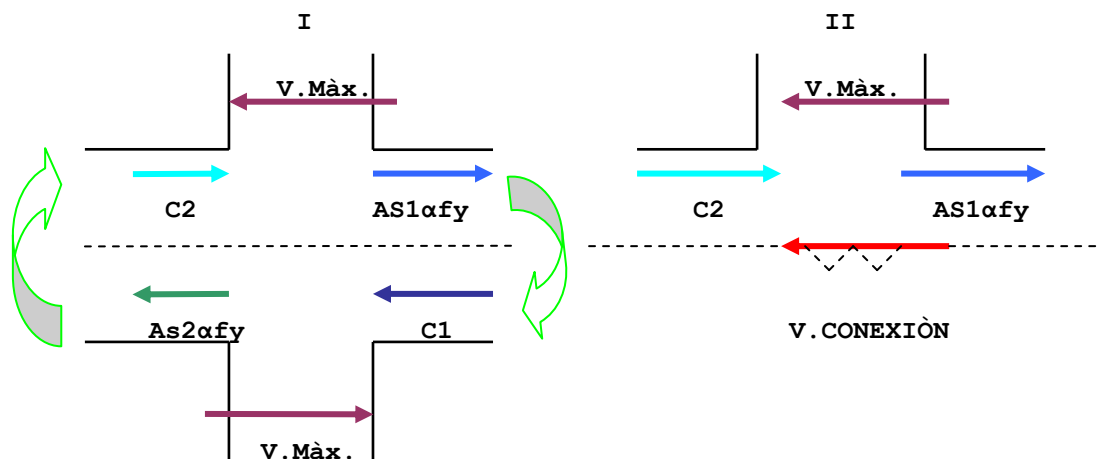 I
II
V.Màx.
V.Màx.
C2
AS1αfy
C2
AS1αfy
As2αfy
C1
V.CONEXIÒN
V.Màx.